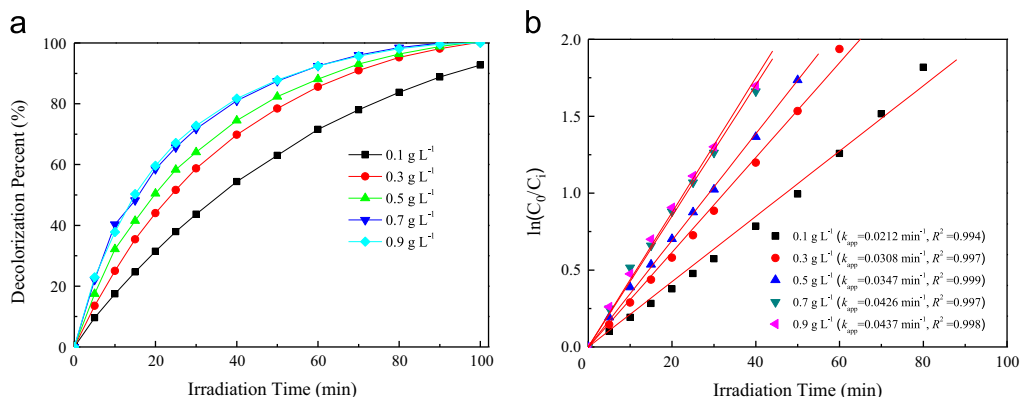 a
Decolorization Percent (%)
100
80
60
40
20
0
0 20 40 60 80 100
Irradiation Time (min)
0.1 g L⁻¹
0.3 g L⁻¹
0.5 g L⁻¹
0.7 g L⁻¹
0.9 g L⁻¹
b
ln(C₀/Cᵢ)
2.0
1.5
1.0
0.5
0.0
0 20 40 60 80 100
Irradiation Time (min)
0.1 g L⁻¹ (kapp=0.0212 min⁻¹, R²=0.994)
0.3 g L⁻¹ (kapp=0.0308 min⁻¹, R²=0.997)
0.5 g L⁻¹ (kapp=0.0347 min⁻¹, R²=0.999)
0.7 g L⁻¹ (kapp=0.0426 min⁻¹, R²=0.997)
0.9 g L⁻¹ (kapp=0.0437 min⁻¹, R²=0.998)